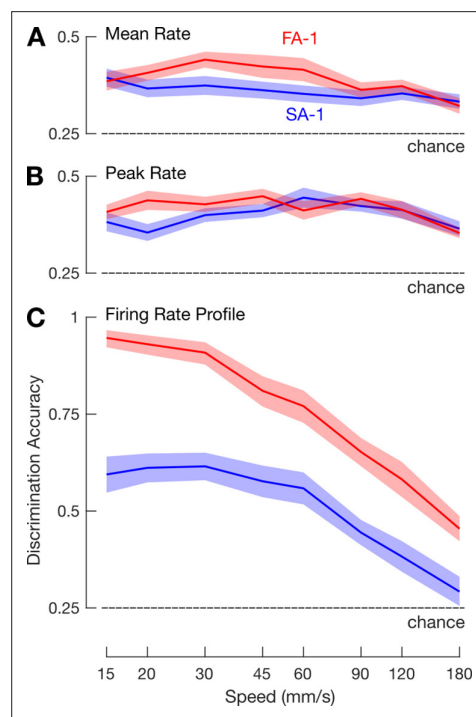 A
Mean Rate
0.5
FA-1
SA-1
0.25
chance
B
Peak Rate
0.5
0.25
chance
C
Firing Rate Profile
1
0.75
0.5
0.25
Discrimination Accuracy
chance
15 20 30 45 60 90 120 180
Speed (mm/s)